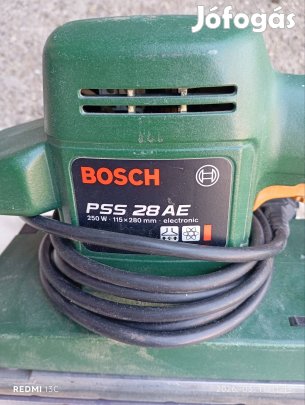 Jófogás
BOSCH
PSS 28 AE
250 W · 115 × 280 mm · electronic
REDMI 13C